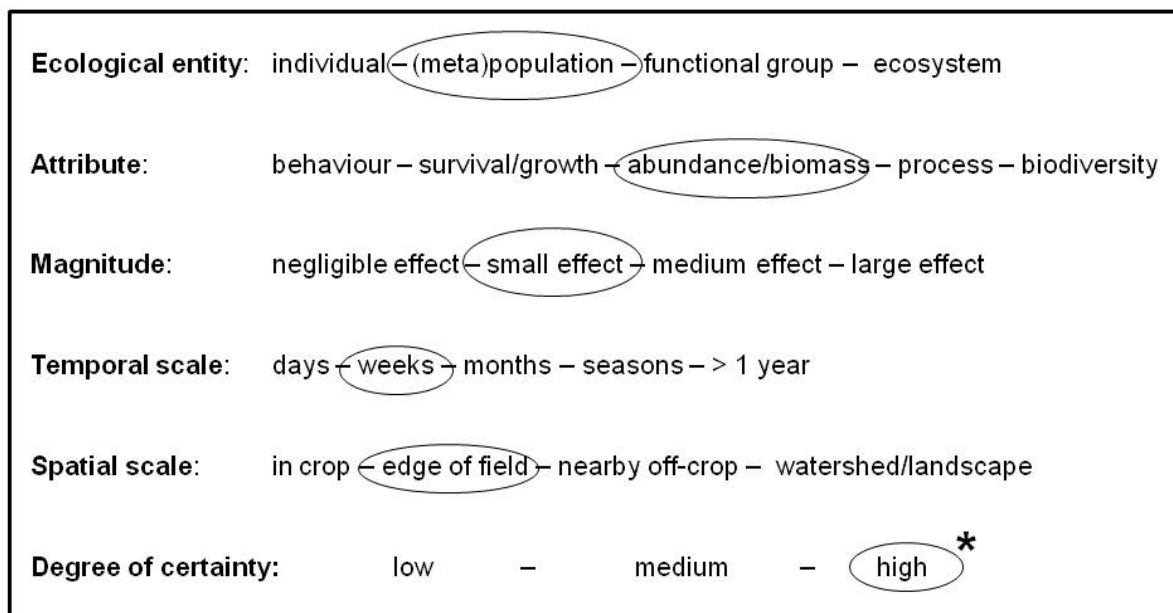 Ecological entity: individual – (meta)population – functional group – ecosystem
Attribute: behaviour – survival/growth – abundance/biomass – process – biodiversity
Magnitude: negligible effect – small effect – medium effect – large effect
Temporal scale: days – weeks – months – seasons – > 1 year
Spatial scale: in crop – edge of field – nearby off-crop – watershed/landscape
Degree of certainty: low – medium – high *